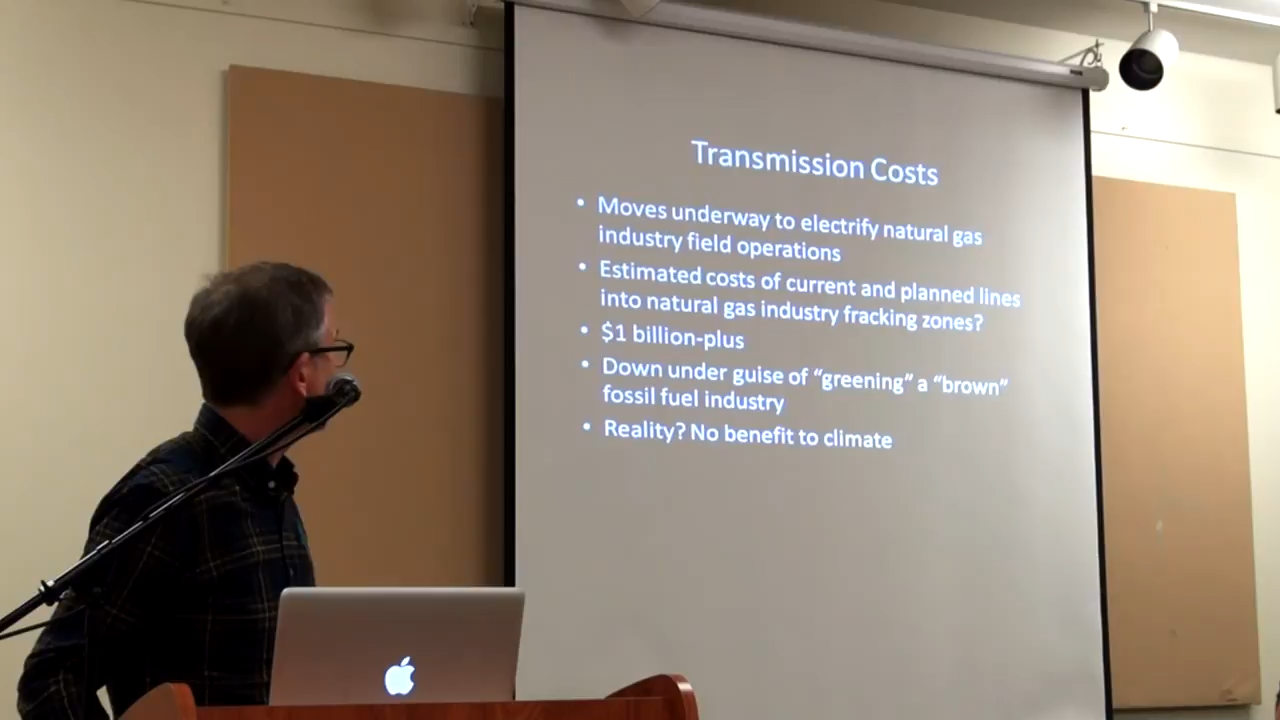 Transmission Costs
• Moves underway to electrify natural gas
industry field operations
• Estimated costs of current and planned lines
into natural gas industry fracking zones?
• $1 billion-plus
• Down under guise of “greening” a “brown”
fossil fuel industry
• Reality? No benefit to climate